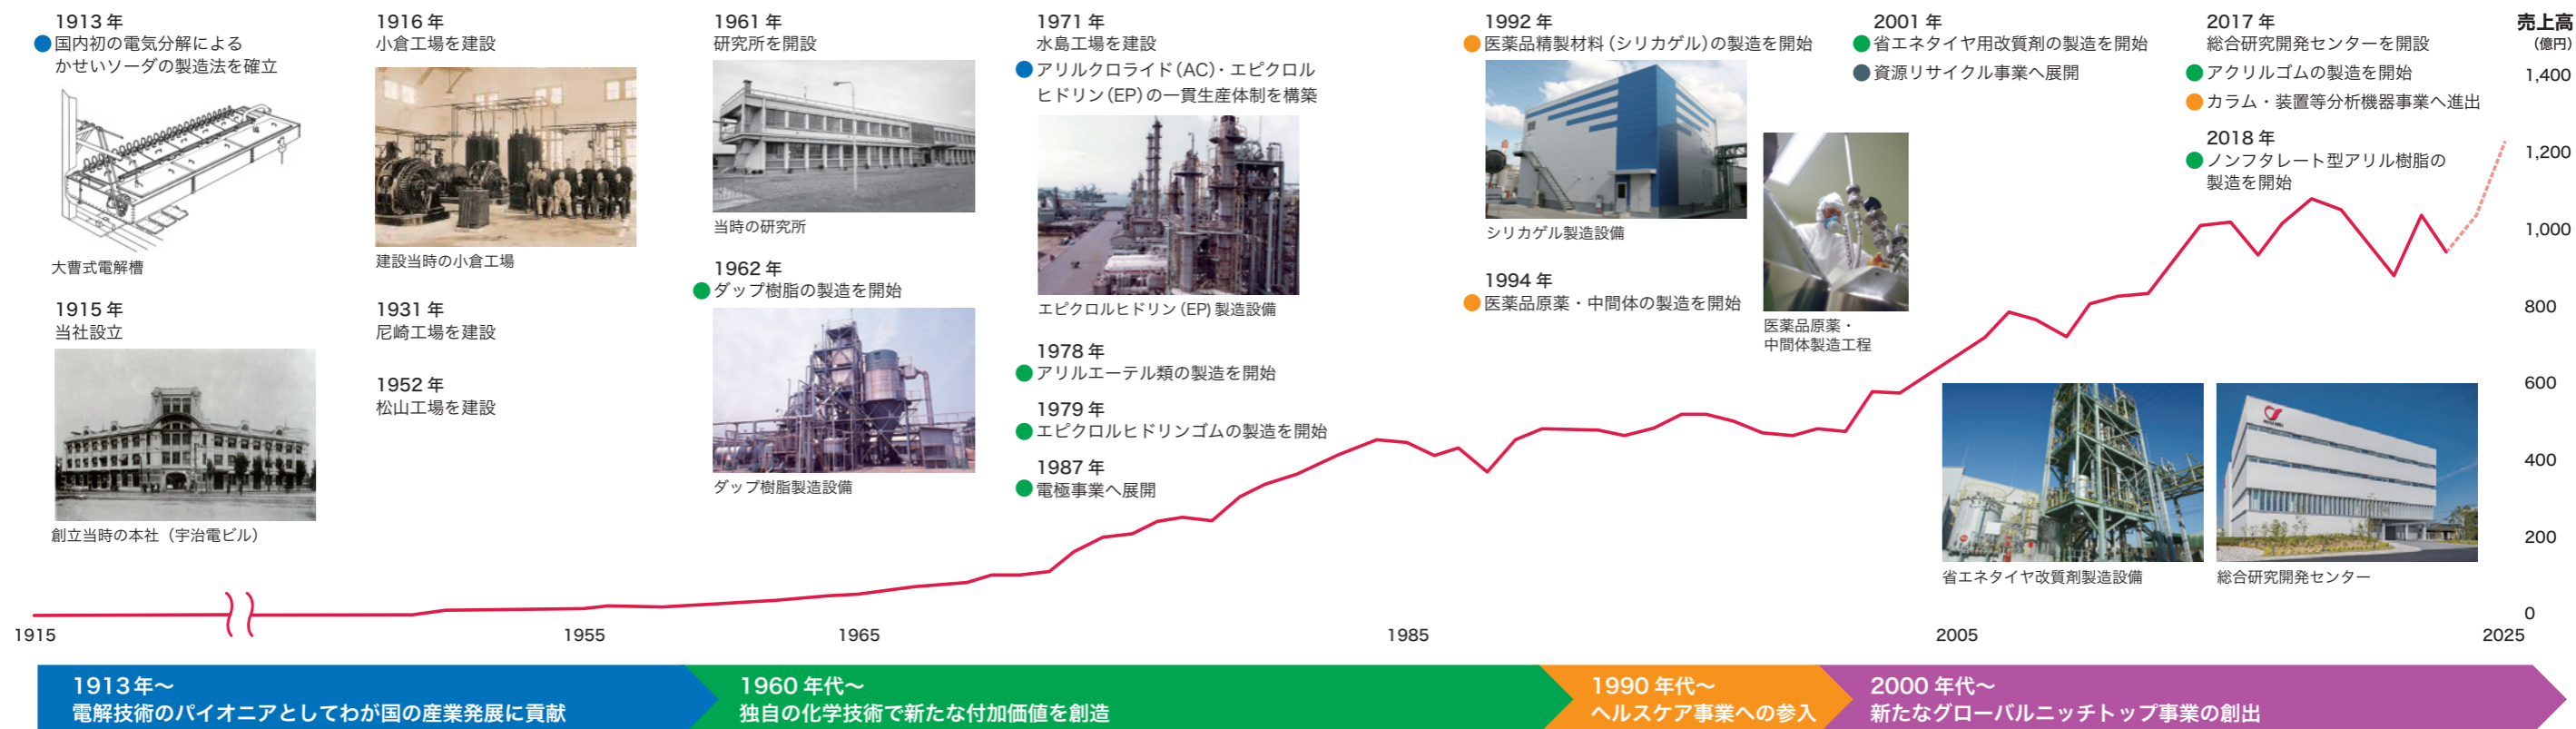 1913年
国内初の電気分解による
かせいソーダの製造法を確立
大曹式電解槽
1915年
当社設立
創立当時の本社（宇治電ビル）
1916年
小倉工場を建設
建設当時の小倉工場
1931年
尼崎工場を建設
1952年
松山工場を建設
1961年
研究所を開設
当時の研究所
1962年
ダップ樹脂の製造を開始
ダップ樹脂製造設備
1971年
水島工場を建設
アリルクロライド（AC）・エピクロル
ヒドリン（EP）の一貫生産体制を構築
エピクロルヒドリン（EP）製造設備
1978年
アリルエーテル類の製造を開始
1979年
エピクロルヒドリンゴムの製造を開始
1987年
電極事業へ展開
1992年
医薬品精製材料（シリカゲル）の製造を開始
シリカゲル製造設備
1994年
医薬品原薬・中間体の製造を開始
医薬品原薬・
中間体製造工程
2001年
省エネタイヤ用改質剤の製造を開始
資源リサイクル事業へ展開
省エネタイヤ改質剤製造設備
2017年
総合研究開発センターを開設
アクリルゴムの製造を開始
カラム・装置等分析機器事業へ進出
2018年
ノンフタレート型アリル樹脂の
製造を開始
総合研究開発センター
売上高
（億円）
1,400
1,200
1,000
800
600
400
200
0
1915
1955
1965
1985
2005
2025
1913年～
電解技術のパイオニアとしてわが国の産業発展に貢献
1960年代～
独自の化学技術で新たな付加価値を創造
1990年代～
ヘルスケア事業への参入
2000年代～
新たなグローバルニッチトップ事業の創出